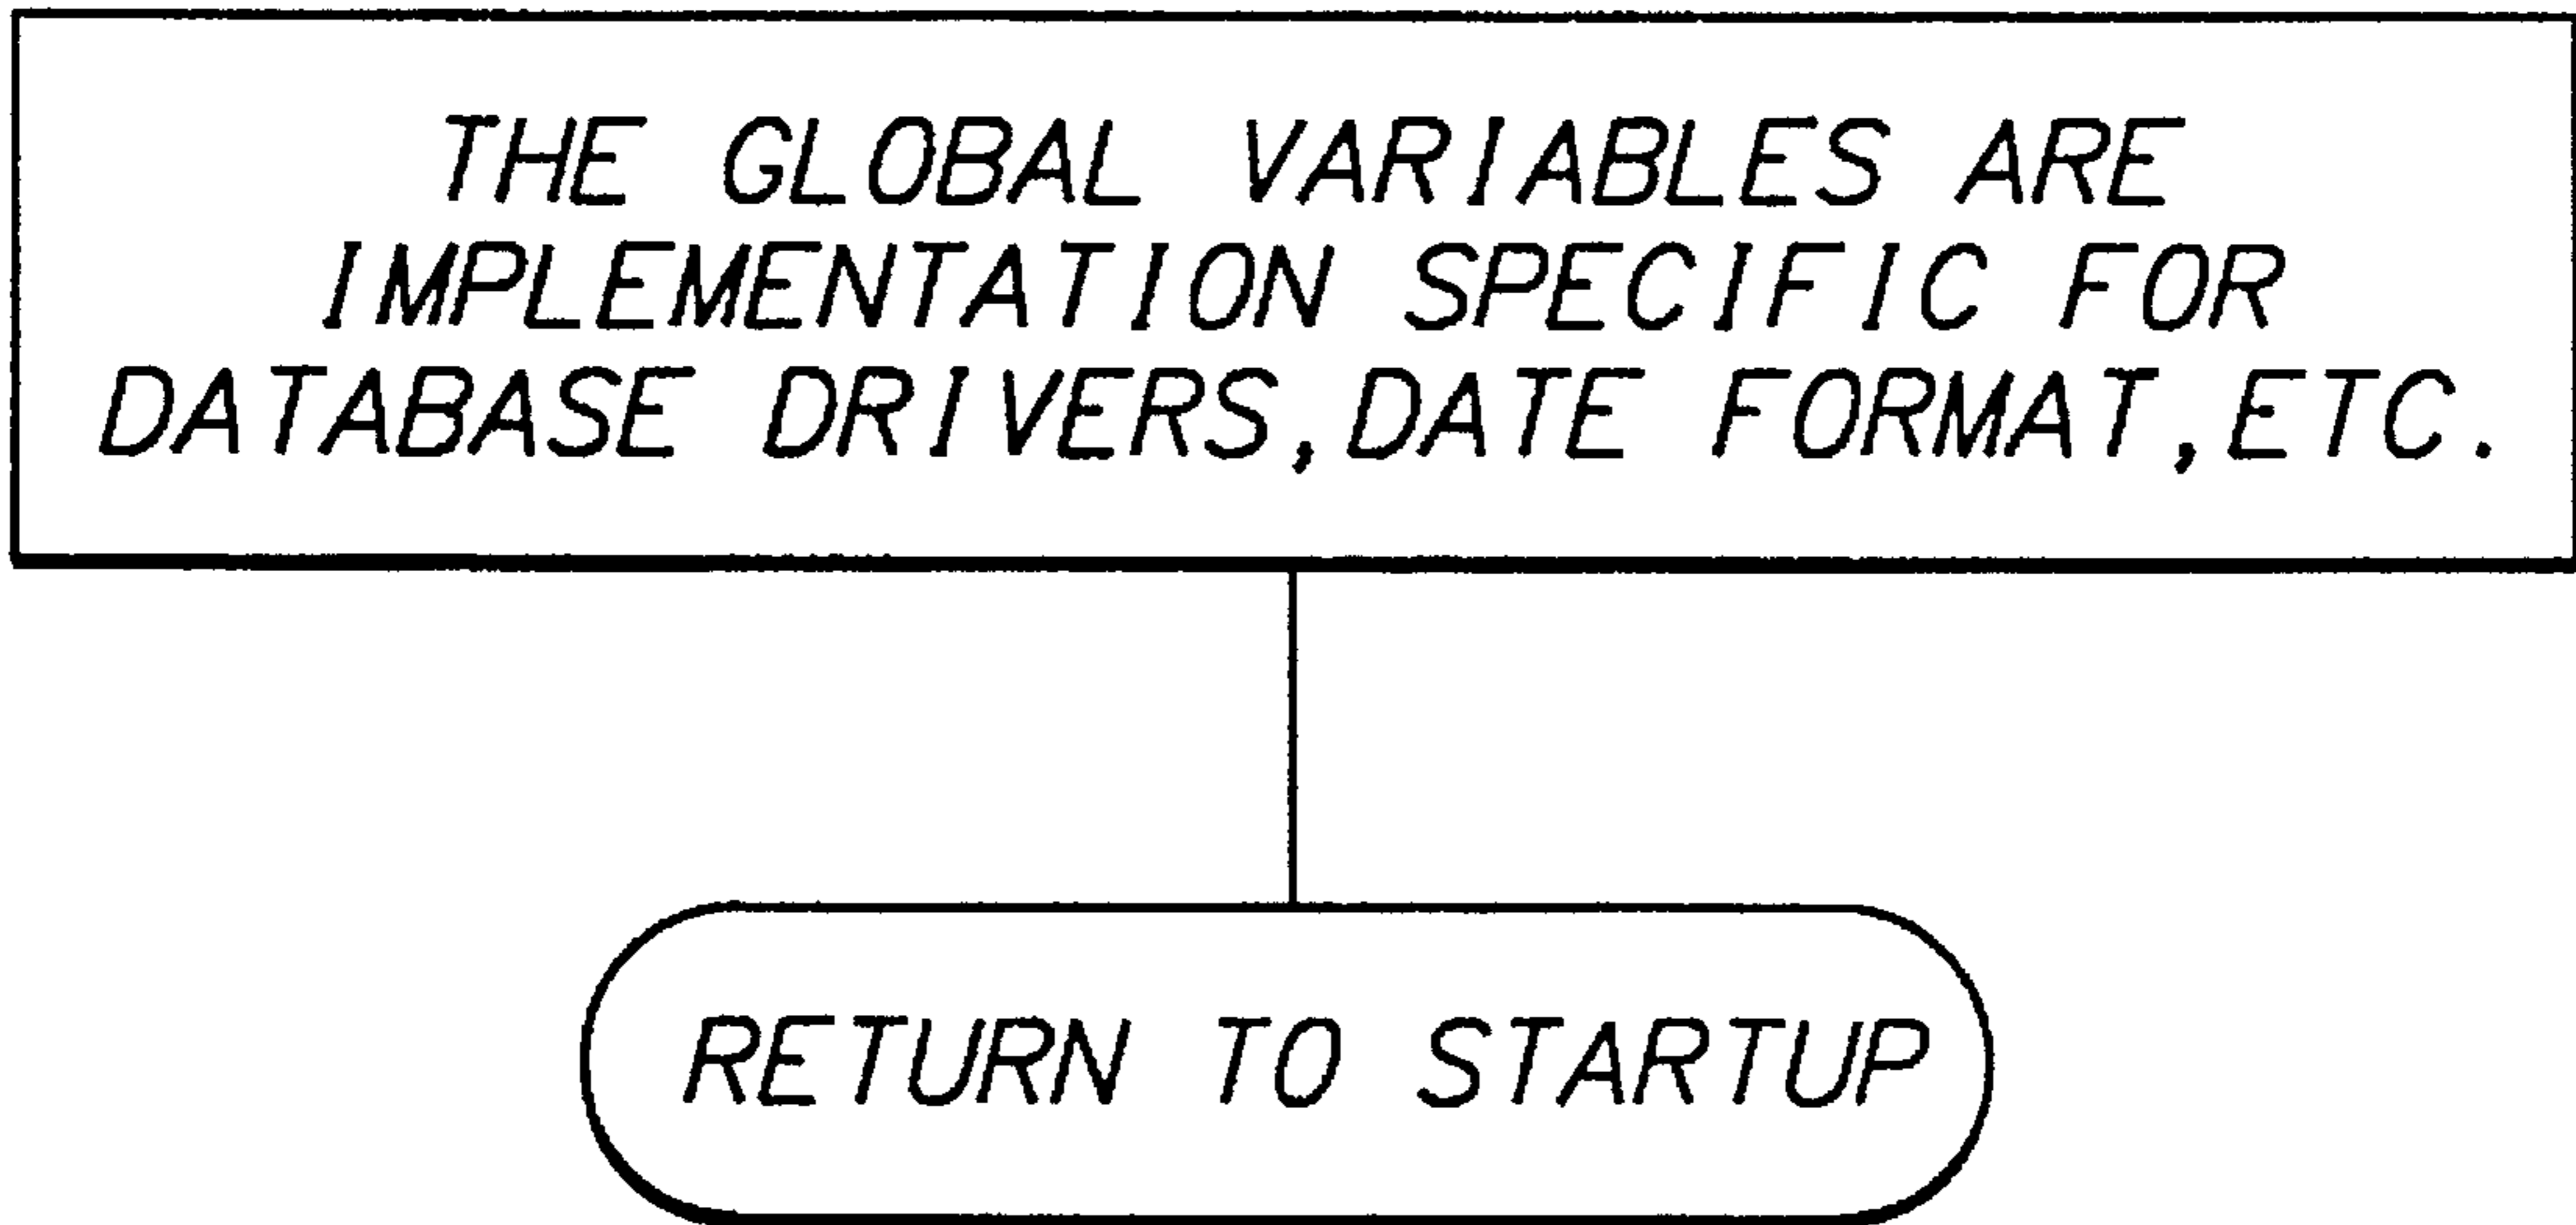 THE GLOBAL VARIABLES ARE
IMPLEMENTATION SPECIFIC FOR
DATABASE DRIVERS,DATE FORMAT,ETC.
RETURN TO STARTUP